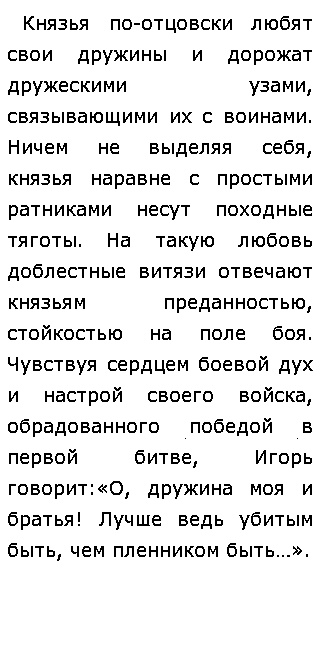 Князья по-отцовски любят
свои дружины и дорожат
дружескими узами,
связывающими их с воинами.
Ничем не выделяя себя,
князья наравне с простыми
ратниками несут походные
тяготы. На такую любовь
доблестные витязи отвечают
князьям преданностью,
стойкостью на поле боя.
Чувствуя сердцем боевой дух
и настрой своего войска,
обрадованного победой в
первой битве, Игорь
говорит:«О, дружина моя и
братья! Лучше ведь убитым
быть, чем пленником быть…».